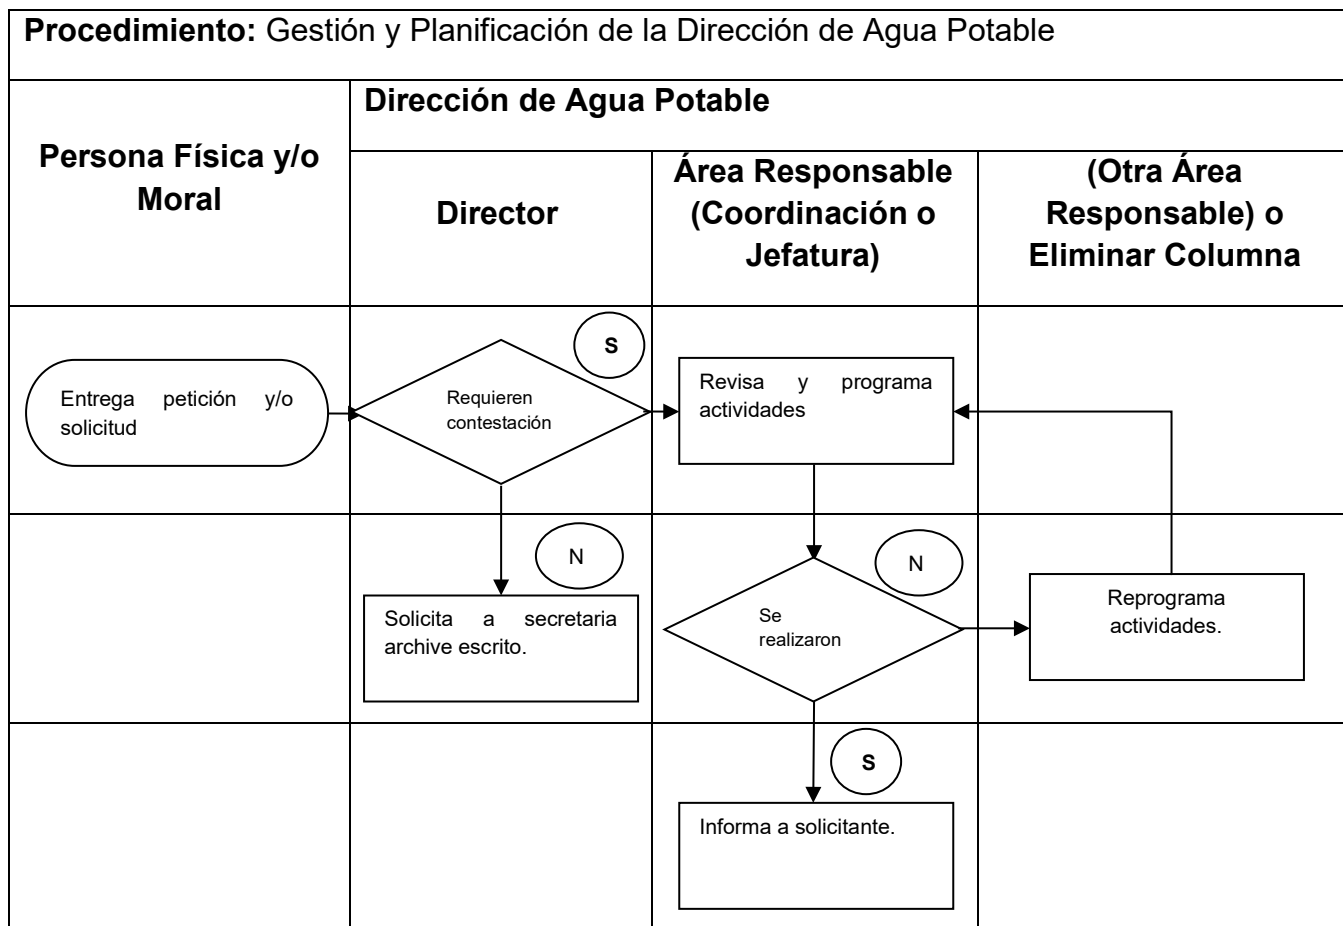 Procedimiento: Gestión y Planificación de la Dirección de Agua Potable
Persona Física y/o
Moral
Dirección de Agua Potable
Director
Área Responsable
(Coordinación o
Jefatura)
(Otra Área
Responsable) o
Eliminar Columna
Entrega petición y/o
solicitud
Requieren
contestación
S
Revisa y programa
actividades
N
Solicita a secretaria
archive escrito.
Se
realizaron
N
Reprograma
actividades.
S
Informa a solicitante.